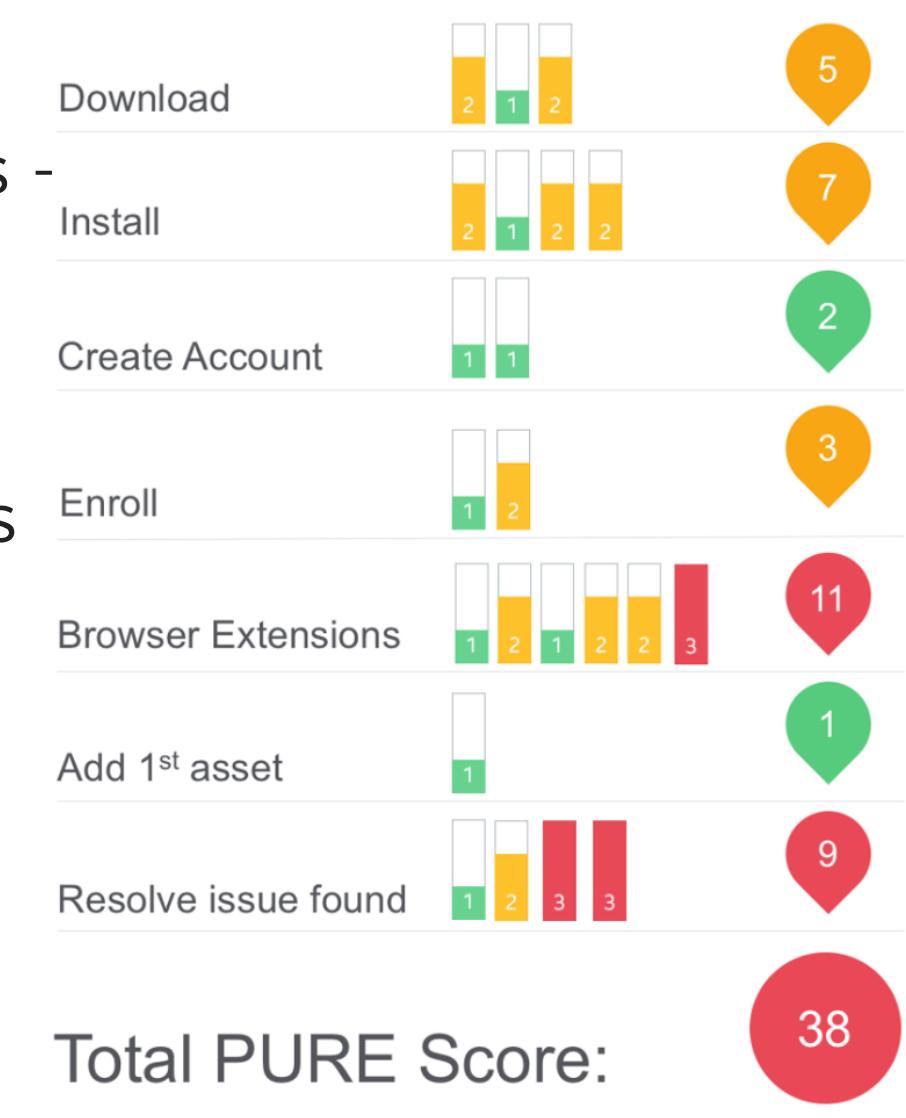 2 1 2 5
Download
s -
2 1 2 2 7
Install
1 1 2
Create Account
1 2 3
Enroll
s
1 2 1 2 2 3 11
Browser Extensions
1 1
Add 1st asset
1 2 3 3 9
Resolve issue found
Total PURE Score: 38